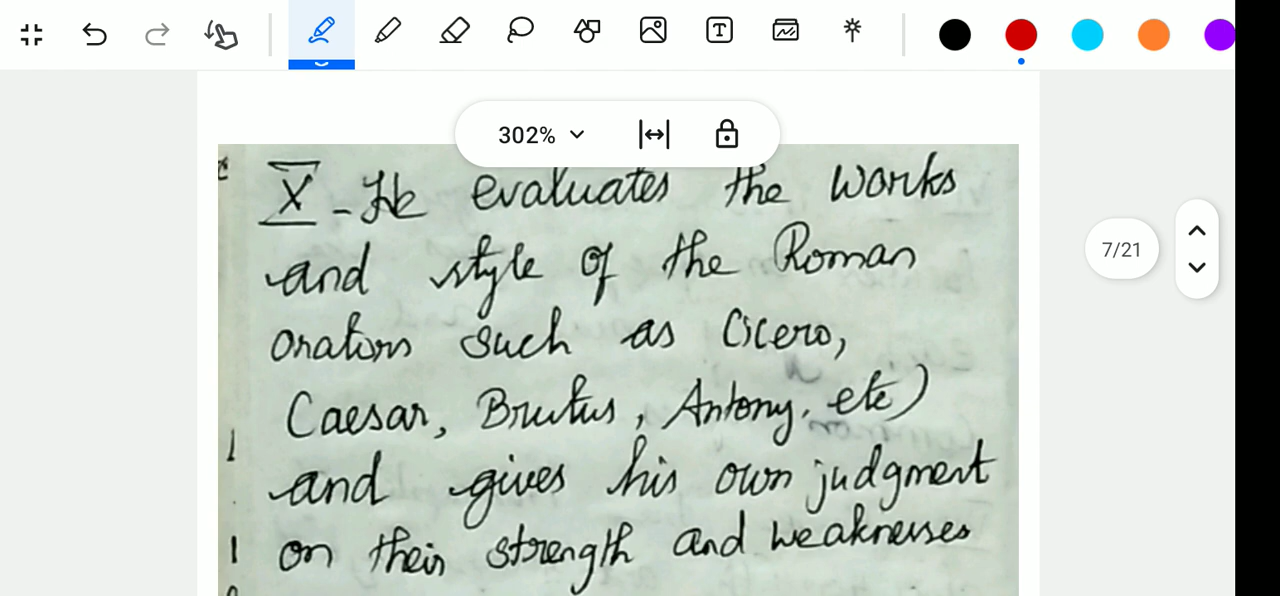 302%
7/21
X - He evaluates the works
and style of the Roman
orators such as Cicero,
Caesar, Brutus, Antony, etc)
and gives his own judgment
on their strength and weaknesses